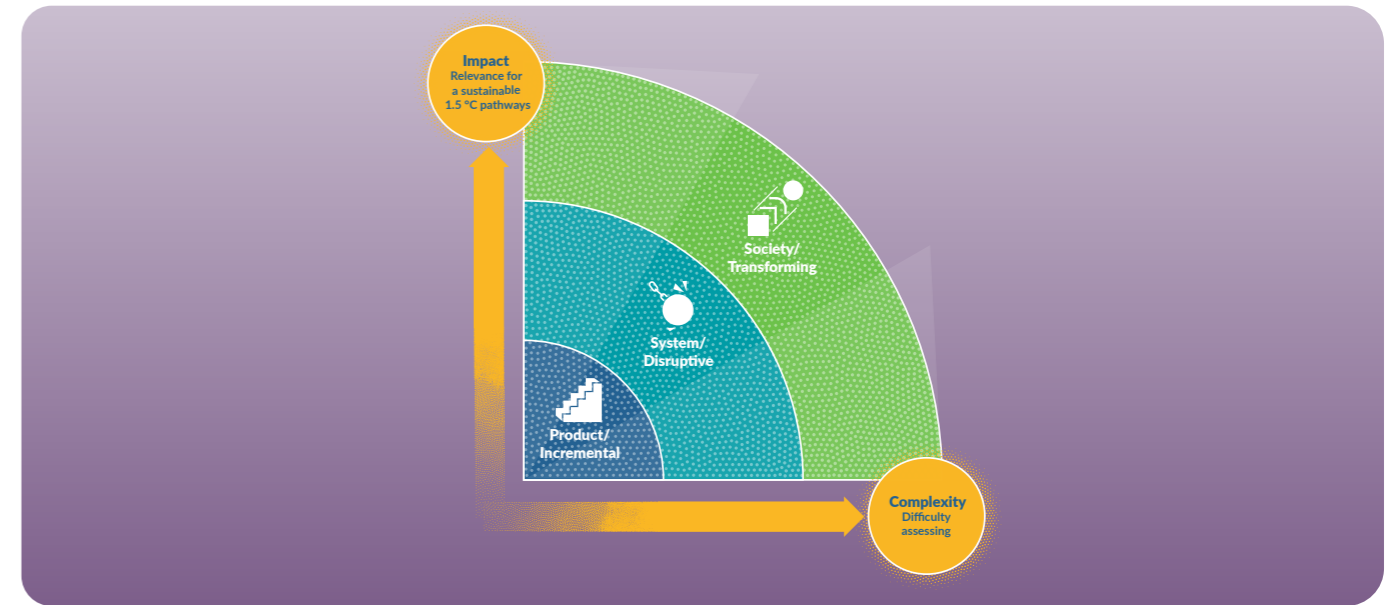 Impact
Relevance for
a sustainable
1.5 °C pathways
Society/
Transforming
System/
Disruptive
Product/
Incremental
Complexity
Difficulty
assessing